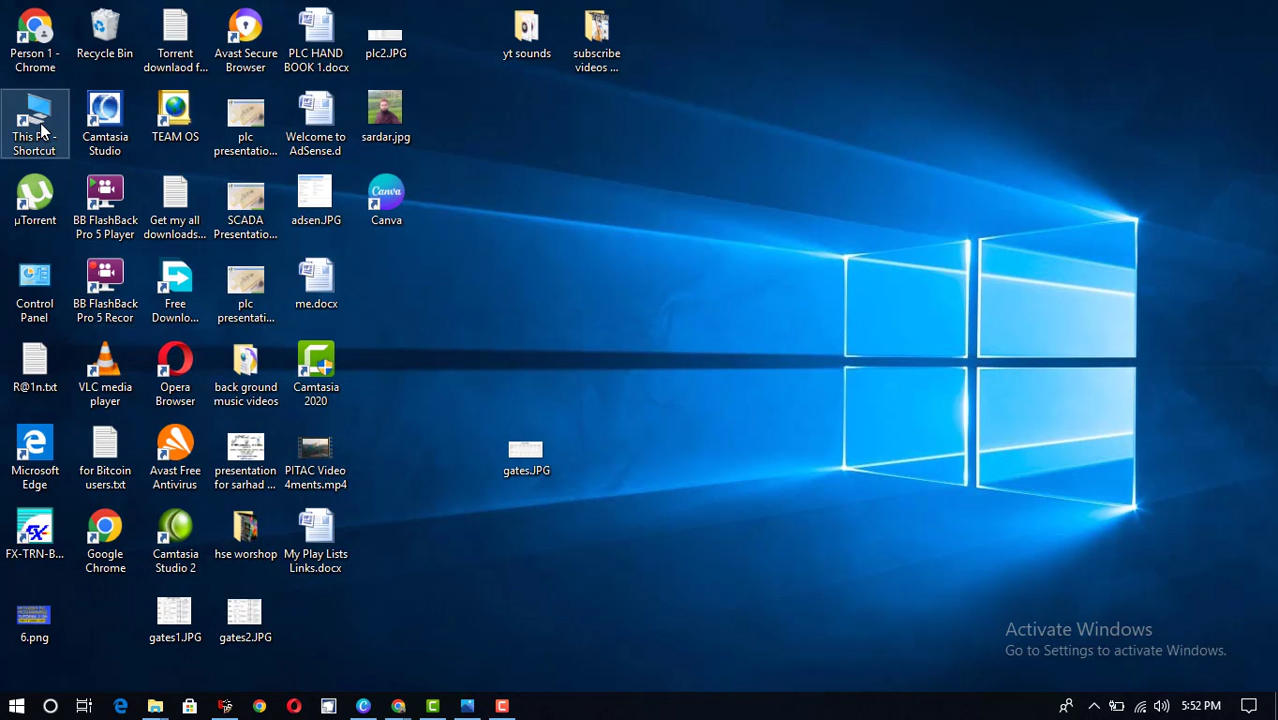 Person 1 -
Chrome
Recycle Bin
Torrent
downlaod f...
Avast Secure
Browser
PLC HAND
BOOK 1.docx
plc2.JPG
yt sounds
subscribe
videos ...
This PC -
Shortcut
Camtasia
Studio
TEAM OS
plc
presentatio...
Welcome to
AdSense.d
sardar.jpg
µTorrent
BB FlashBack
Pro 5 Player
Get my all
downloads...
SCADA
Presentatio...
adsen.JPG
Canva
Canva
Control
Panel
BB FlashBack
Pro 5 Recor
Free
Downlo...
plc
presentati...
me.docx
R@1n.txt
VLC media
player
Opera
Browser
back ground
music videos
Camtasia
2020
gates.JPG
Microsoft
Edge
for Bitcoin
users.txt
Avast Free
Antivirus
presentation
for sarhad ...
PITAC Video
4ments.mp4
FX-TRN-B...
Google
Chrome
Camtasia
Studio 2
hse worshop
My Play Lists
Links.docx
6.png
gates1.JPG
gates2.JPG
Activate Windows
Go to Settings to activate Windows.
5:52 PM